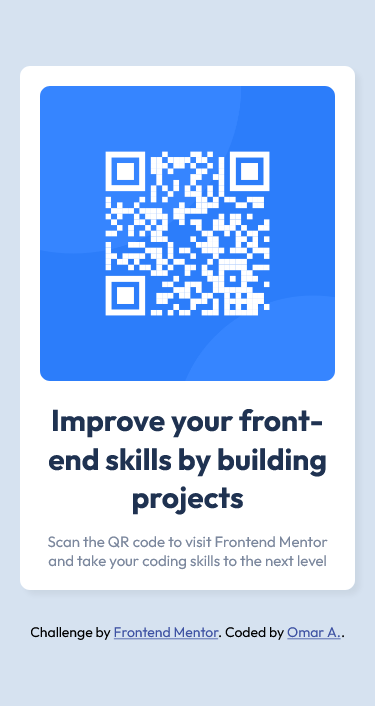 Improve your front-
end skills by building
projects
Scan the QR code to visit Frontend Mentor
and take your coding skills to the next level
Challenge by Frontend Mentor. Coded by Omar A..